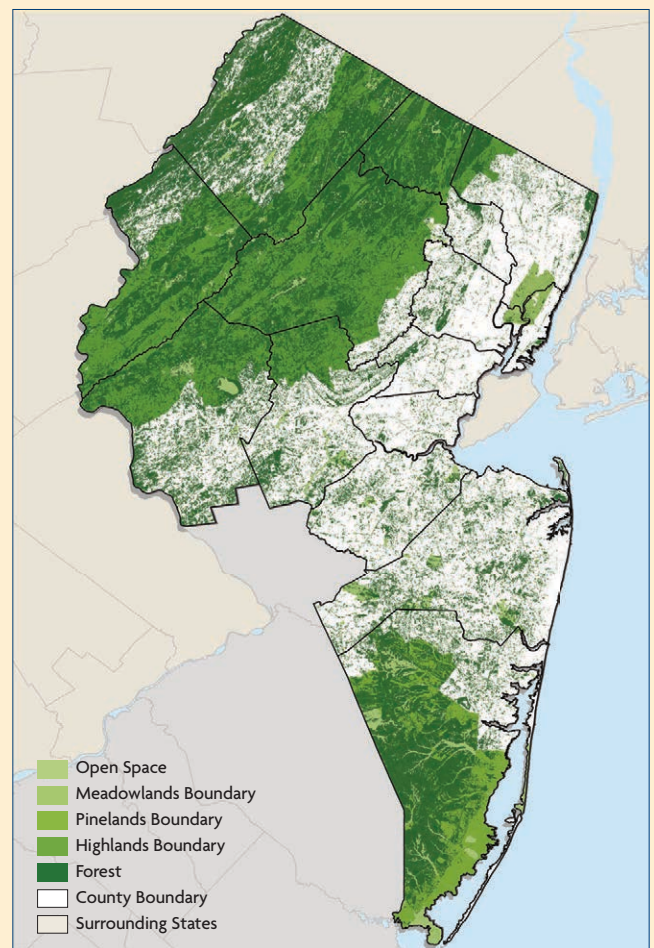 Open Space
Meadowlands Boundary
Pinelands Boundary
Highlands Boundary
Forest
County Boundary
Surrounding States